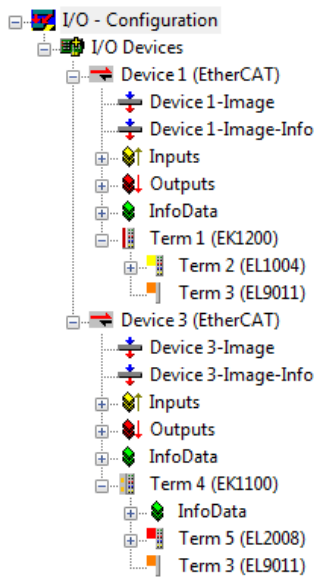 I/O - Configuration
I/O Devices
Device 1 (EtherCAT)
Device 1-Image
Device 1-Image-Info
Inputs
Outputs
InfoData
Term 1 (EK1200)
Term 2 (EL1004)
Term 3 (EL9011)
Device 3 (EtherCAT)
Device 3-Image
Device 3-Image-Info
Inputs
Outputs
InfoData
Term 4 (EK1100)
InfoData
Term 5 (EL2008)
Term 3 (EL9011)